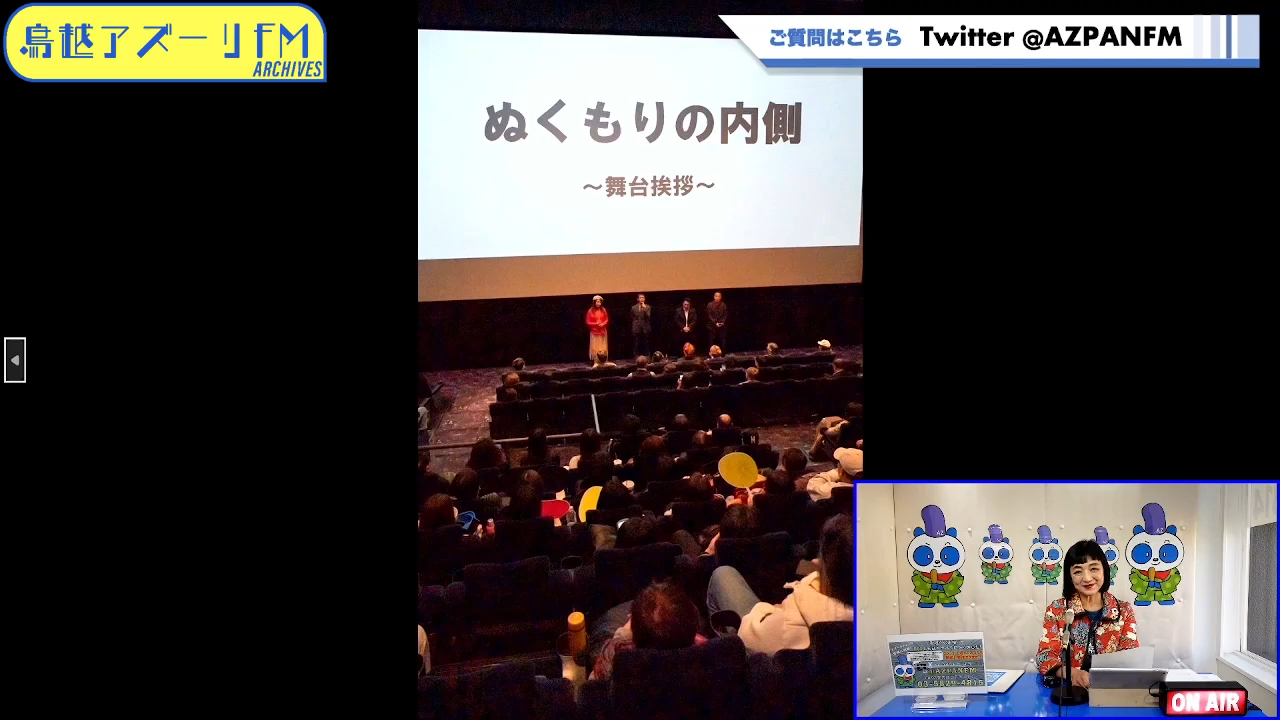 鳥越アズーリFM
ARCHIVES
ご質問はこちら Twitter @AZPANFM
ぬくもりの内側
～舞台挨拶～
ON AIR